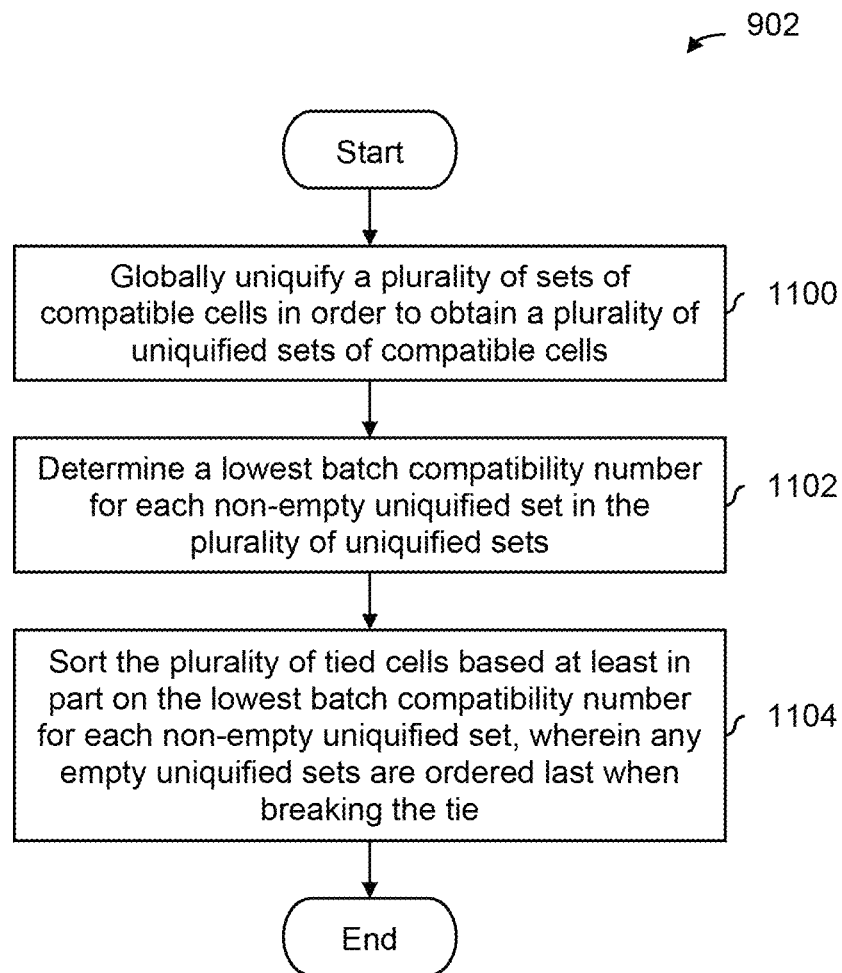 902
Start
Globally uniquify a plurality of sets of
compatible cells in order to obtain a plurality of
uniquified sets of compatible cells
1100
Determine a lowest batch compatibility number
for each non-empty uniquified set in the
plurality of uniquified sets
1102
Sort the plurality of tied cells based at least in
part on the lowest batch compatibility number
for each non-empty uniquified set, wherein any
empty uniquified sets are ordered last when
breaking the tie
1104
End